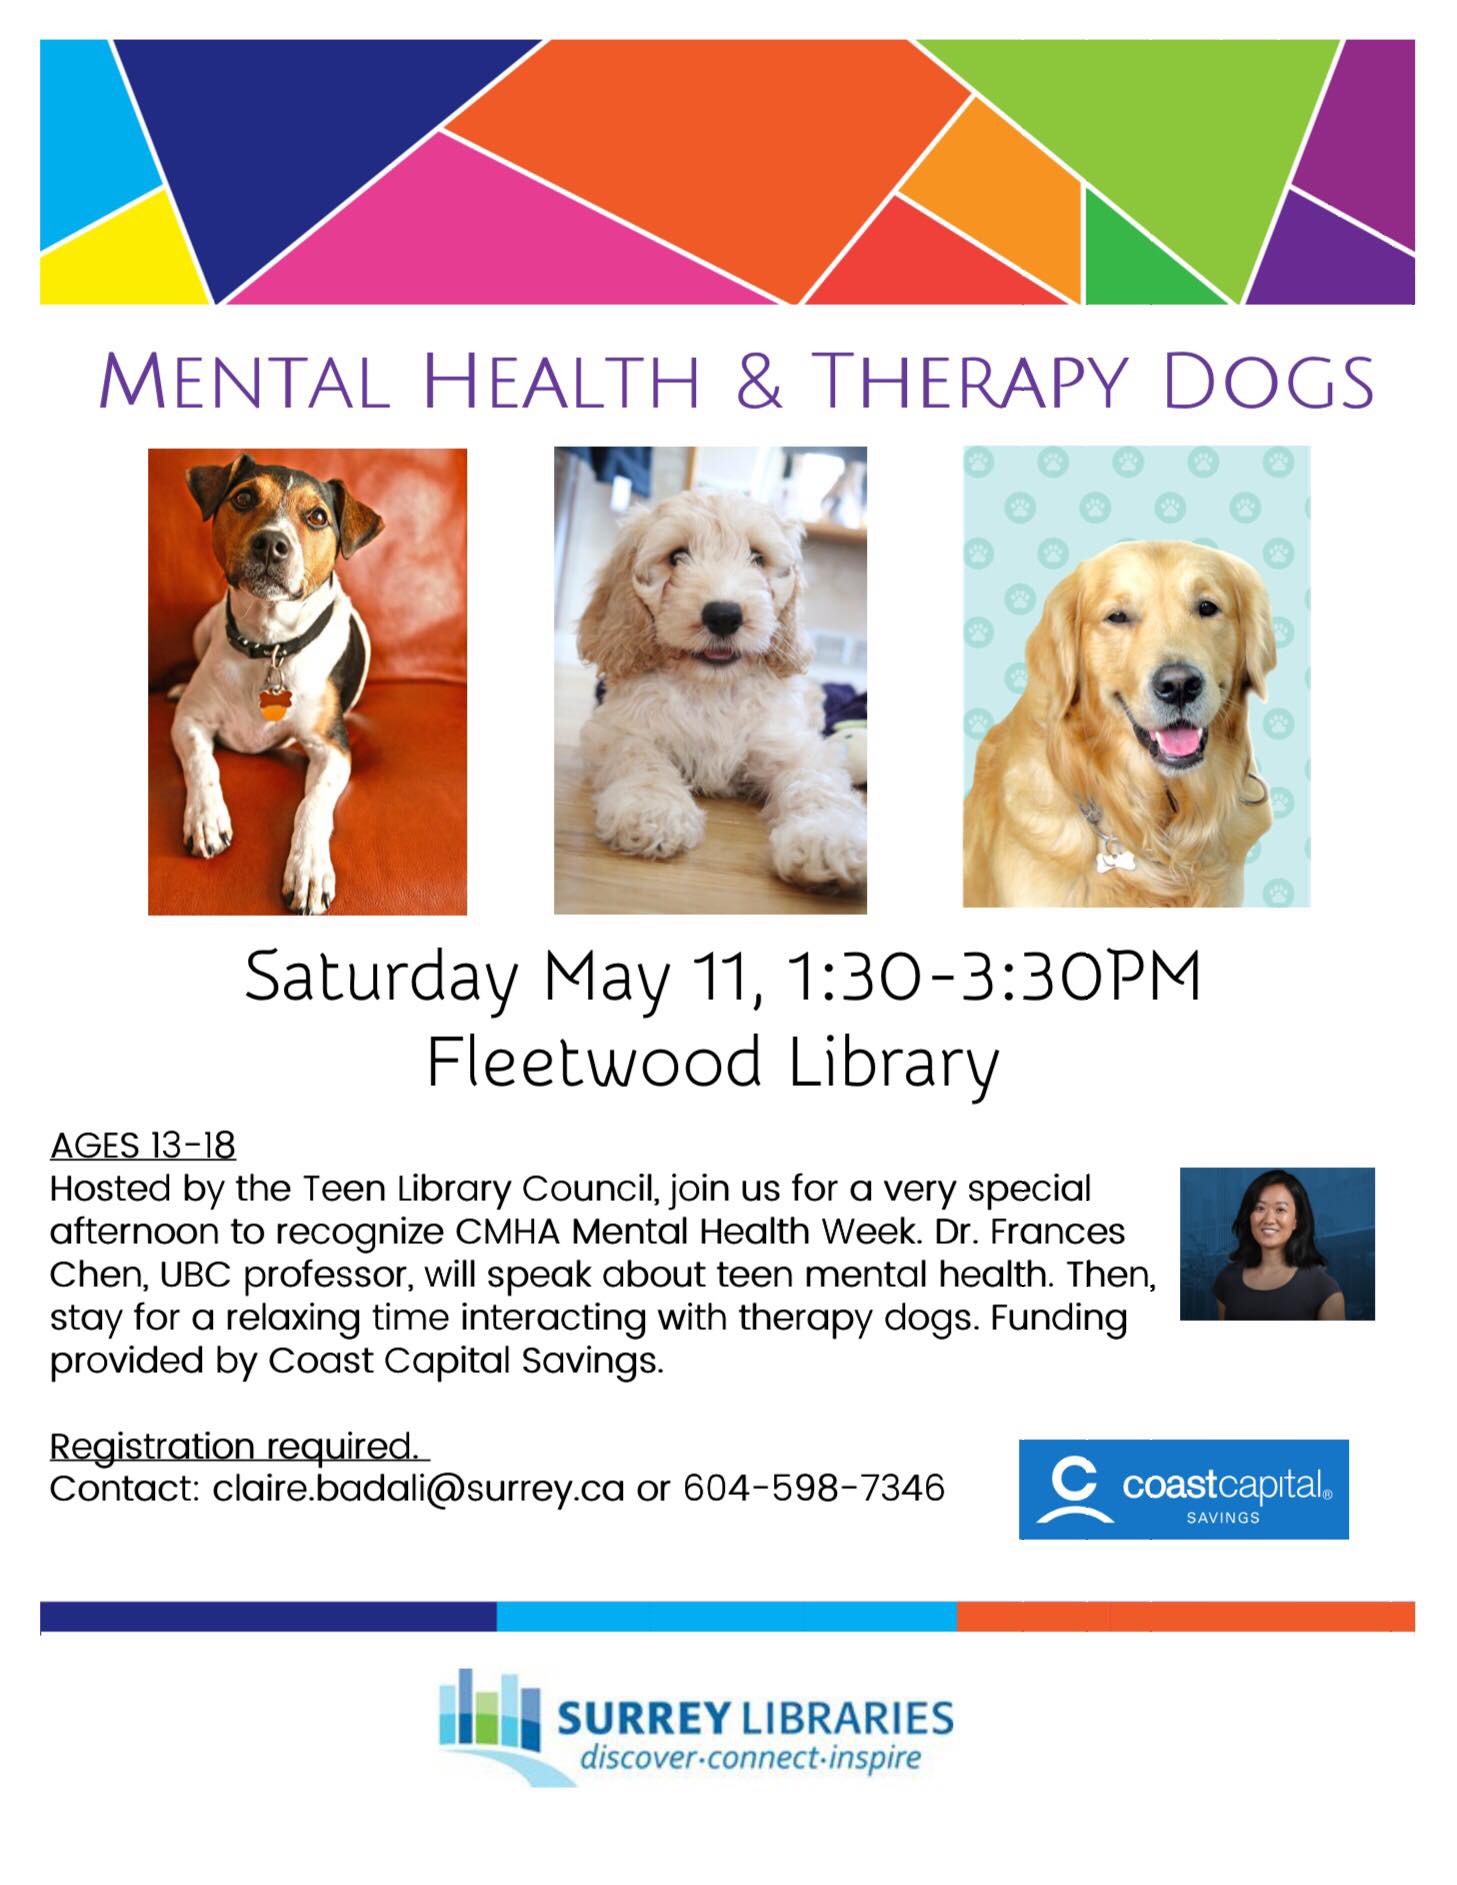 MENTAL HEALTH & THERAPY DOGS
Saturday May 11, 1:30-3:30PM
Fleetwood Library
AGES 13-18
Hosted by the Teen Library Council, join us for a very special
afternoon to recognize CMHA Mental Health Week. Dr. Frances
Chen, UBC professor, will speak about teen mental health. Then,
stay for a relaxing time interacting with therapy dogs. Funding
provided by Coast Capital Savings.
Registration required.
Contact: claire.badali@surrey.ca or 604-598-7346
coastcapital®
SAVINGS
SURREY LIBRARIES
discover·connect·inspire